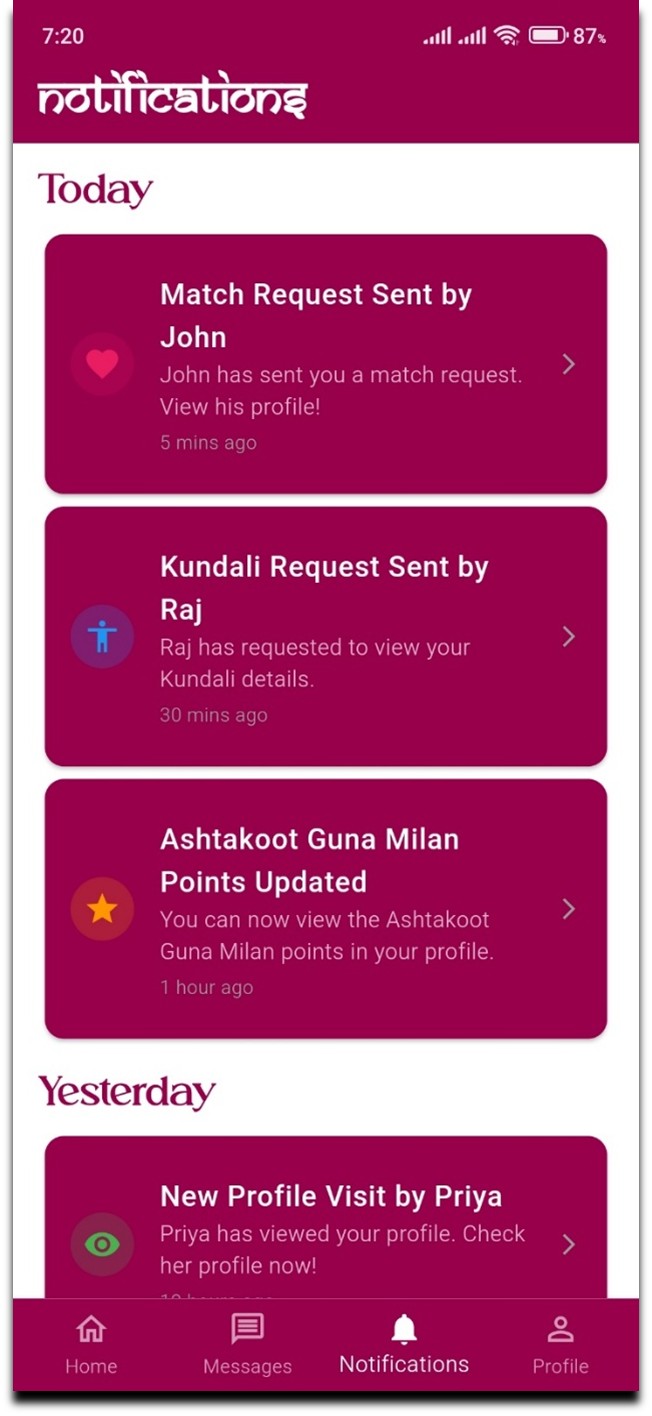 7:20
87%
notifications
Today
Match Request Sent by
John
John has sent you a match request.
View his profile!
5 mins ago
Kundali Request Sent by
Raj
Raj has requested to view your
Kundali details.
30 mins ago
Ashtakoot Guna Milan
Points Updated
You can now view the Ashtakoot
Guna Milan points in your profile.
1 hour ago
Yesterday
New Profile Visit by Priya
Priya has viewed your profile. Check
her profile now!
hours ago
Home
Messages
Notifications
Profile